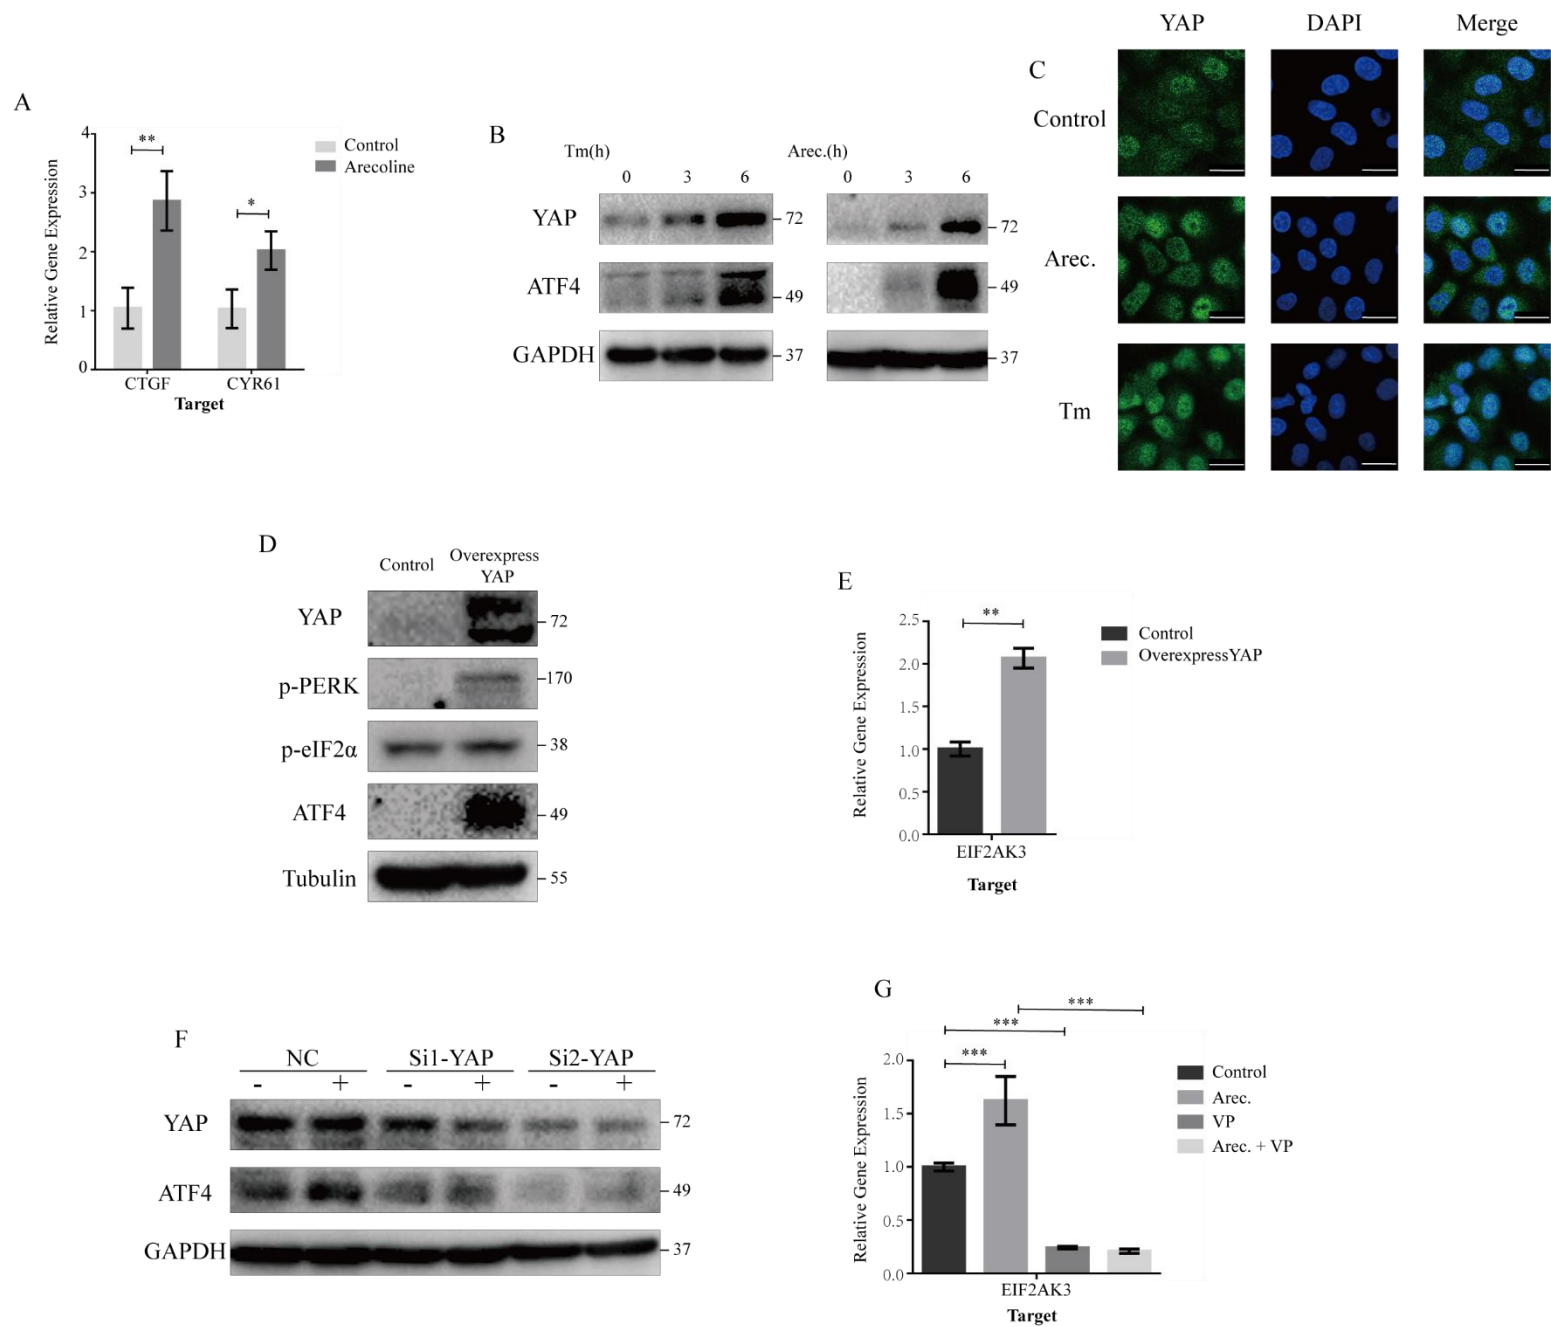 A
4
3
2
1
0
**
*
Relative Gene Expression
CTGF
CYR61
Target
Control
Arecoline
B
Tm(h)
Arec.(h)
0 3 6
0 3 6
YAP
72
72
ATF4
49
49
GAPDH
37
37
C
YAP DAPI Merge
Control
Arec.
Tm
D
Control
Overexpress
YAP
YAP
72
p-PERK
170
p-eIF2α
38
ATF4
49
Tubulin
55
E
2.5
2.0
1.5
1.0
0.5
0.0
**
Relative Gene Expression
EIF2AK3
Target
Control
OverexpressYAP
F
NC Si1-YAP Si2-YAP
- + - + - +
YAP
72
ATF4
49
GAPDH
37
G
***
***
***
2.0
1.5
1.0
0.5
0.0
Relative Gene Expression
EIF2AK3
Target
Control
Arec.
VP
Arec. + VP